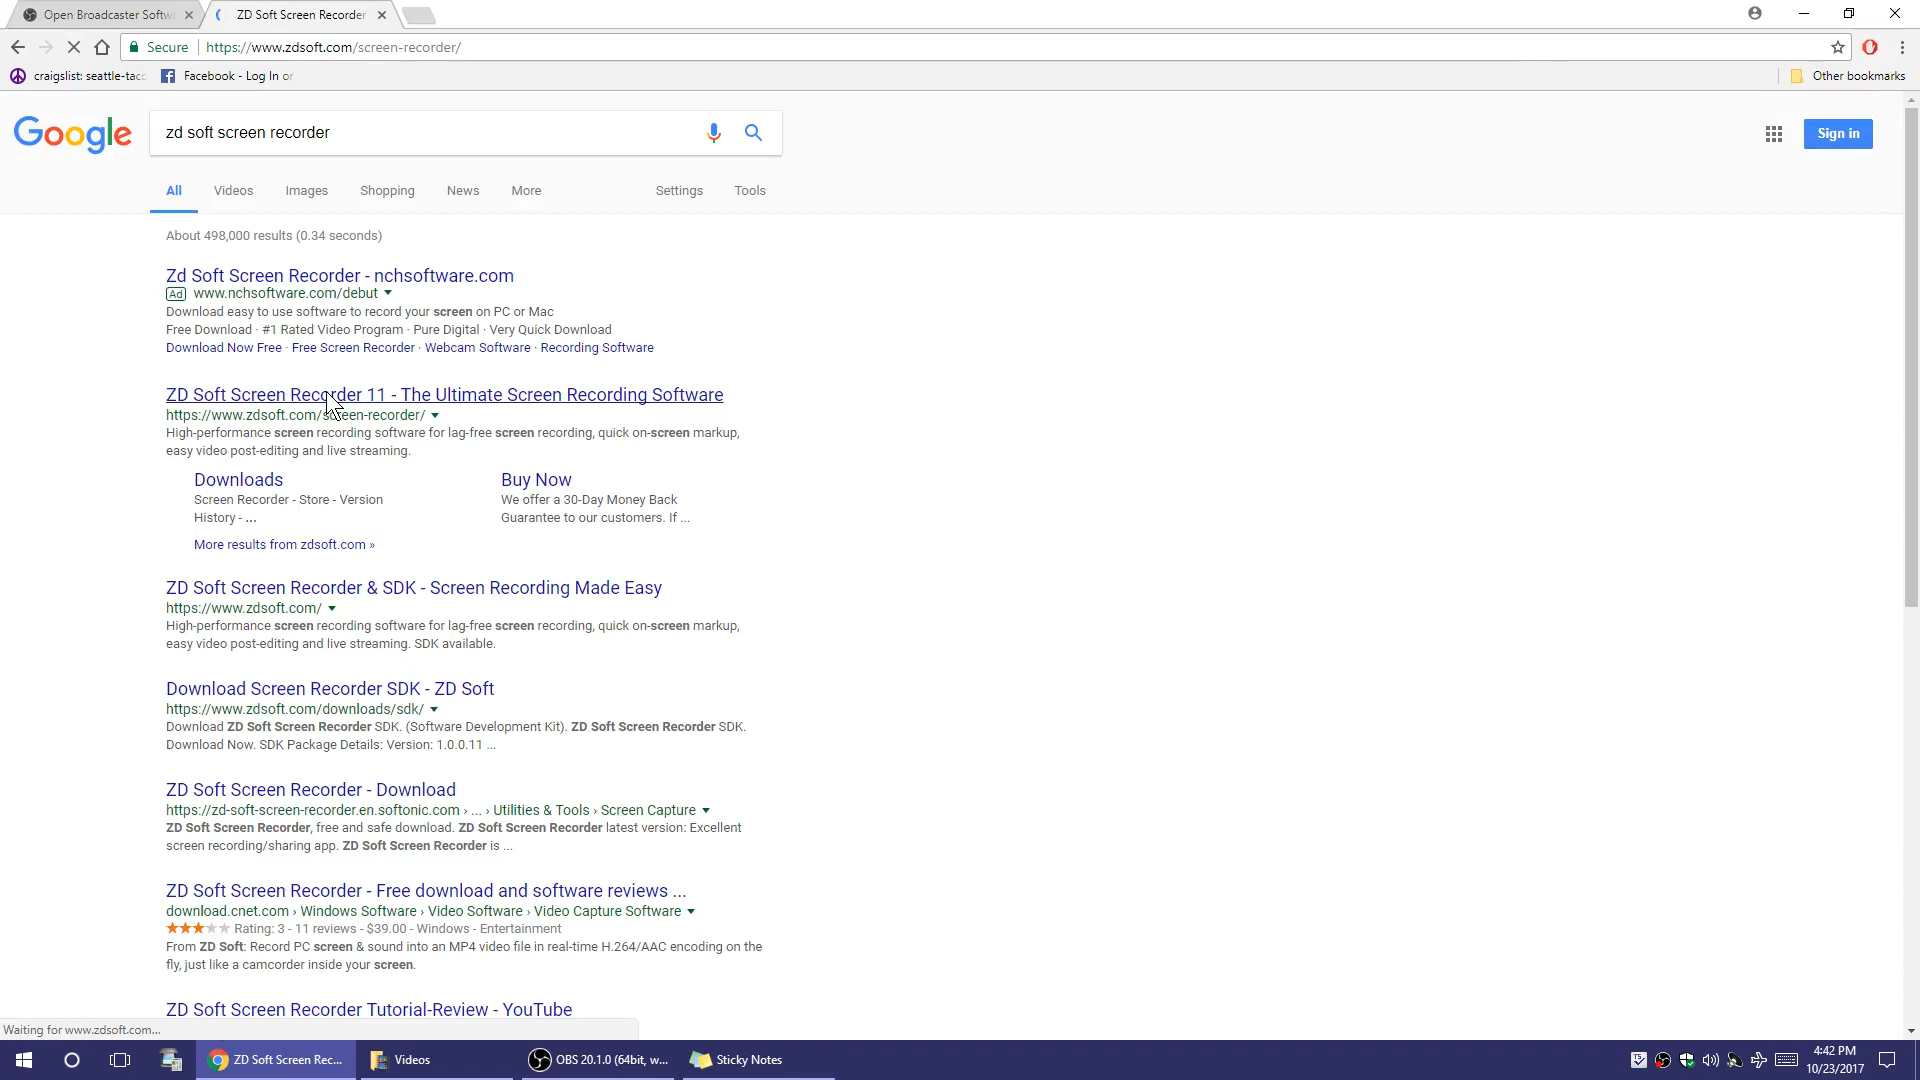 Open Broadcaster Softwa
ZD Soft Screen Recorder
Secure
https://www.zdsoft.com/screen-recorder/
craigslist: seattle-tac
Facebook - Log In or
Other bookmarks
Google
zd soft screen recorder
Sign in
All
Videos
Images
Shopping
News
More
Settings
Tools
About 498,000 results (0.34 seconds)
Zd Soft Screen Recorder - nchsoftware.com
Ad www.nchsoftware.com/debut
Download easy to use software to record your screen on PC or Mac
Free Download · #1 Rated Video Program · Pure Digital · Very Quick Download
Download Now Free · Free Screen Recorder · Webcam Software · Recording Software
ZD Soft Screen Recorder 11 - The Ultimate Screen Recording Software
https://www.zdsoft.com/screen-recorder/
High-performance screen recording software for lag-free screen recording, quick on-screen markup,
easy video post-editing and live streaming.
Downloads
Screen Recorder - Store - Version
History - ...
Buy Now
We offer a 30-Day Money Back
Guarantee to our customers. If ...
More results from zdsoft.com »
ZD Soft Screen Recorder & SDK - Screen Recording Made Easy
https://www.zdsoft.com/
High-performance screen recording software for lag-free screen recording, quick on-screen markup,
easy video post-editing and live streaming. SDK available.
Download Screen Recorder SDK - ZD Soft
https://www.zdsoft.com/downloads/sdk/
Download ZD Soft Screen Recorder SDK. (Software Development Kit). ZD Soft Screen Recorder SDK.
Download Now. SDK Package Details: Version: 1.0.0.11 ...
ZD Soft Screen Recorder - Download
https://zd-soft-screen-recorder.en.softonic.com › ... › Utilities & Tools › Screen Capture
ZD Soft Screen Recorder, free and safe download. ZD Soft Screen Recorder latest version: Excellent
screen recording/sharing app. ZD Soft Screen Recorder is ...
ZD Soft Screen Recorder - Free download and software reviews ...
download.cnet.com › Windows Software › Video Software › Video Capture Software
Rating: 3 - 11 reviews - $39.00 - Windows - Entertainment
From ZD Soft: Record PC screen & sound into an MP4 video file in real-time H.264/AAC encoding on the
fly, just like a camcorder inside your screen.
ZD Soft Screen Recorder Tutorial-Review - YouTube
Waiting for www.zdsoft.com...
ZD Soft Screen Rec...
Videos
OBS 20.1.0 (64bit, w...
Sticky Notes
4:42 PM
10/23/2017